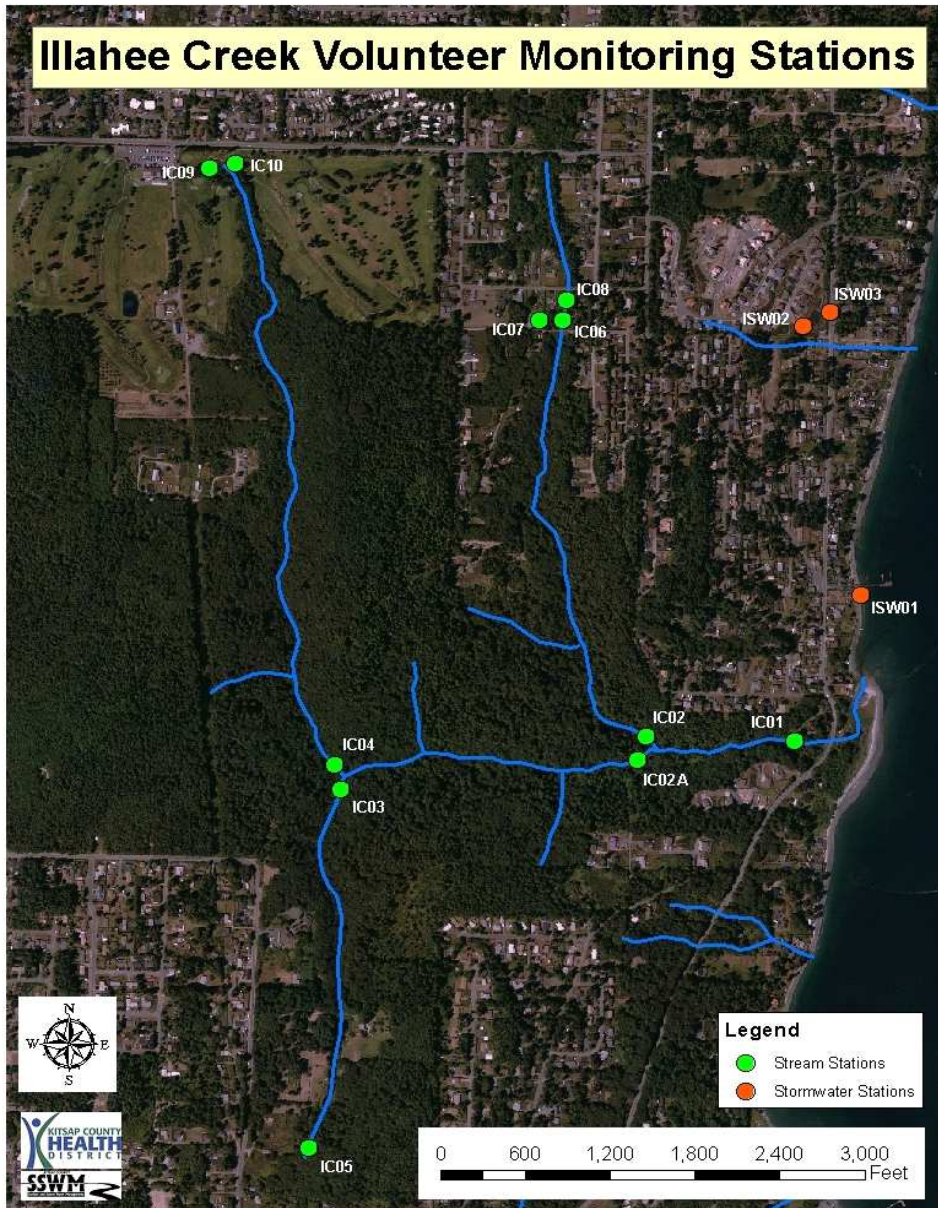 Illahee Creek Volunteer Monitoring Stations
IC09
IC10
IC08
IC07
IC06
ISW03
ISW02
ISW01
IC02
IC01
IC04
IC02A
IC03
N
W E
S
Legend
Stream Stations
Stormwater Stations
KITSAP COUNTY
HEALTH
DISTRICT
SSWM
IC05
0 600 1,200 1,800 2,400 3,000
Feet